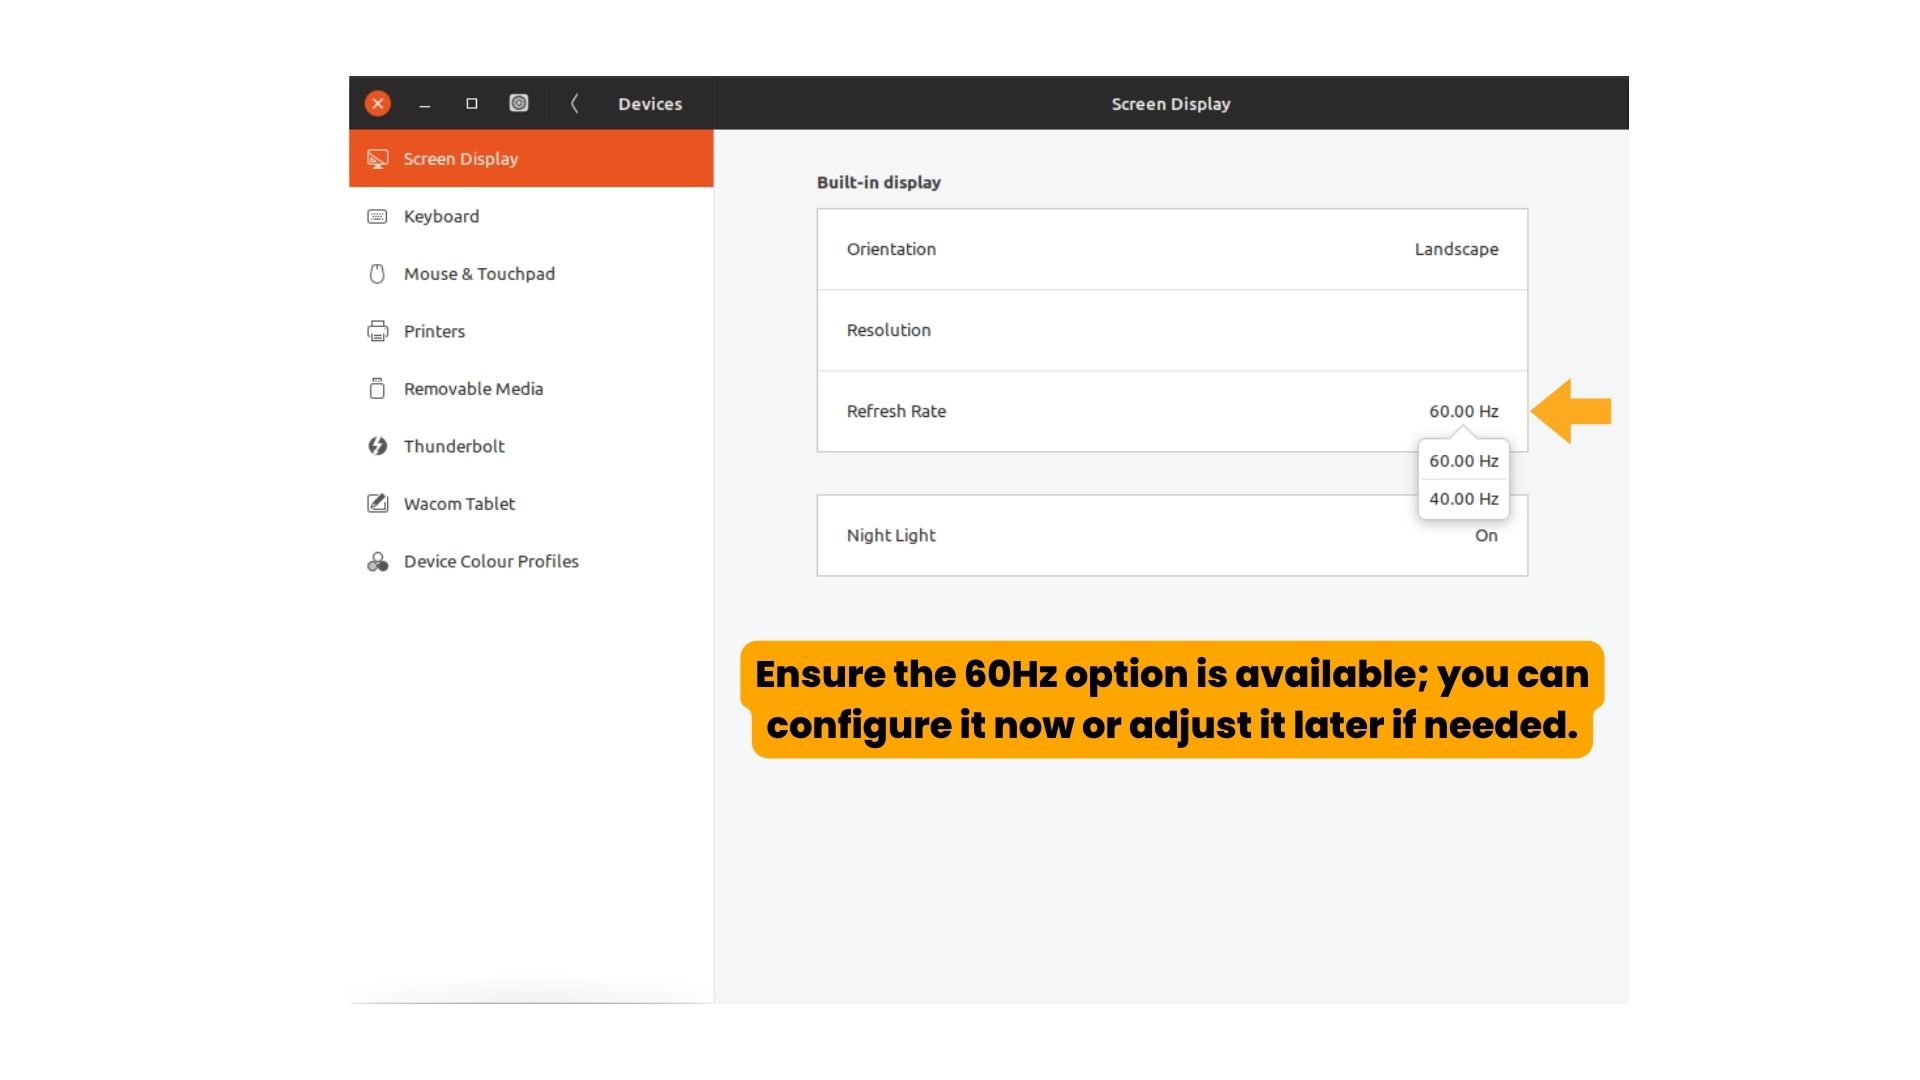 Devices
Screen Display
Screen Display
Keyboard
Mouse & Touchpad
Printers
Removable Media
Thunderbolt
Wacom Tablet
Device Colour Profiles
Built-in display
Orientation Landscape
Resolution
Refresh Rate 60.00 Hz
60.00 Hz
40.00 Hz
Night Light On
Ensure the 60Hz option is available; you can
configure it now or adjust it later if needed.